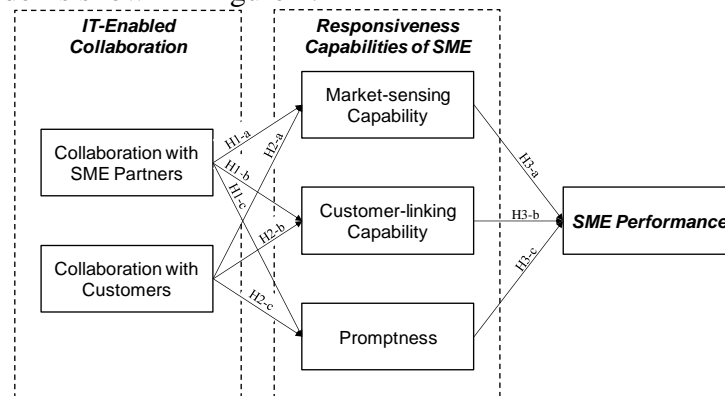 IT-Enabled
Collaboration
Responsiveness
Capabilities of SME
Market-sensing
Capability
H1-a
H2-a
H3-a
Collaboration with
SME Partners
H1-b
H1-c
Customer-linking
Capability
H3-b
SME Performance
H2-b
Collaboration with
Customers
H2-c
H3-c
Promptness